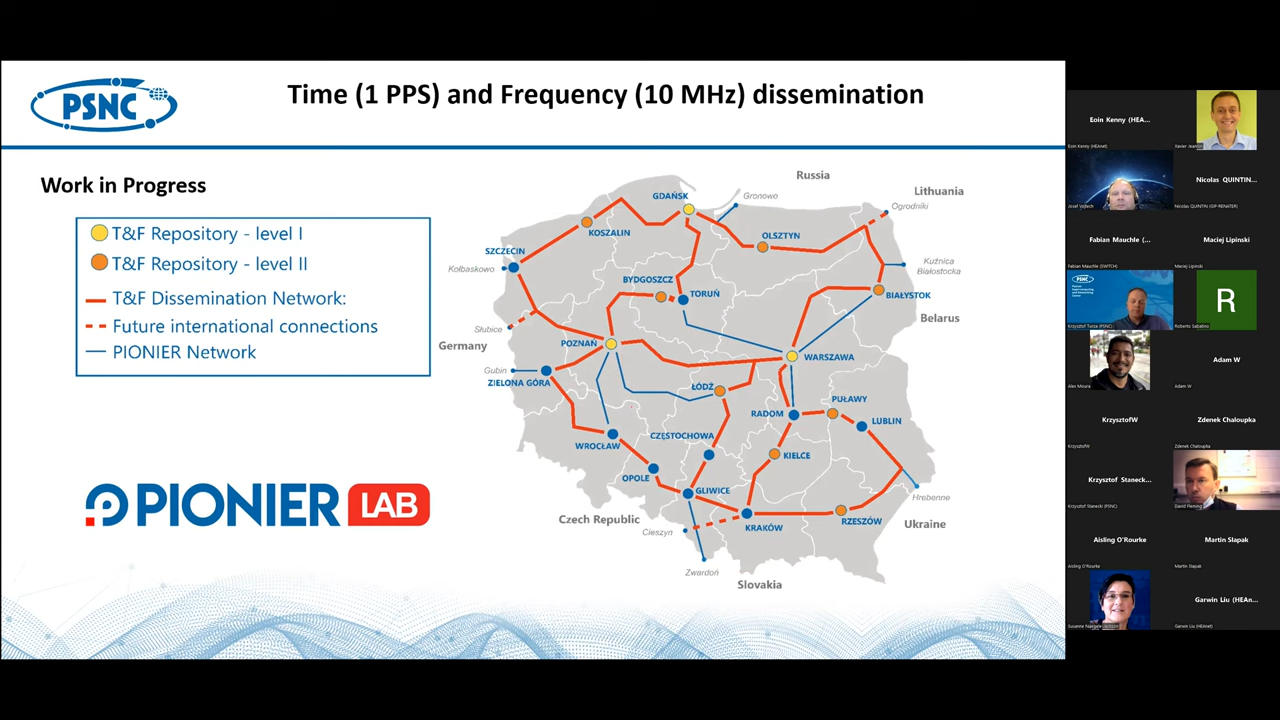 PSNC
Time (1 PPS) and Frequency (10 MHz) dissemination
Work in Progress
T&F Repository - level I
T&F Repository - level II
T&F Dissemination Network:
Future international connections
PIONIER Network
PIONIER LAB
Russia
Lithuania
Belarus
Ukraine
Slovakia
Czech Republic
Germany
GDAŃSK
Gronowo
Ogrodniki
KOSZALIN
OLSZTYN
SZCZECIN
Kołbaskowo
Kuźnica
Białostocka
BYDGOSZCZ
TORUŃ
BIAŁYSTOK
Słubice
POZNAŃ
WARSZAWA
Gubin
ZIELONA GÓRA
ŁÓDŹ
PUŁAWY
RADOM
LUBLIN
WROCŁAW
CZĘSTOCHOWA
KIELCE
OPOLE
GLIWICE
Hrebenne
KRAKÓW
RZESZÓW
Cieszyn
Zwardoń
Eoin Kenny (HEA...
Eoin Kenny (HEAnet)
Xavier Jeannin
Josef Vojtech
Nicolas QUINTIN...
Nicolas QUINTIN (GIP-RENATER)
Fabian Mauchle (...
Fabian Mauchle (SWITCH)
Maciej Lipinski
Maciej Lipinski
PSNC
Krzysztof Turza (PSNC)
R
Roberto Sabatino
Alex Moura
Adam W
Adam W
KrzysztofW
KrzysztofW
Zdenek Chaloupka
Zdenek Chaloupka
Krzysztof Staneck...
Krzysztof Stanecki (PSNC)
David Fleming
Aisling O'Rourke
Aisling O'Rourke
Martin Slapak
Martin Slapak
Garwin Liu (HEAn...
Garwin Liu (HEAnet)